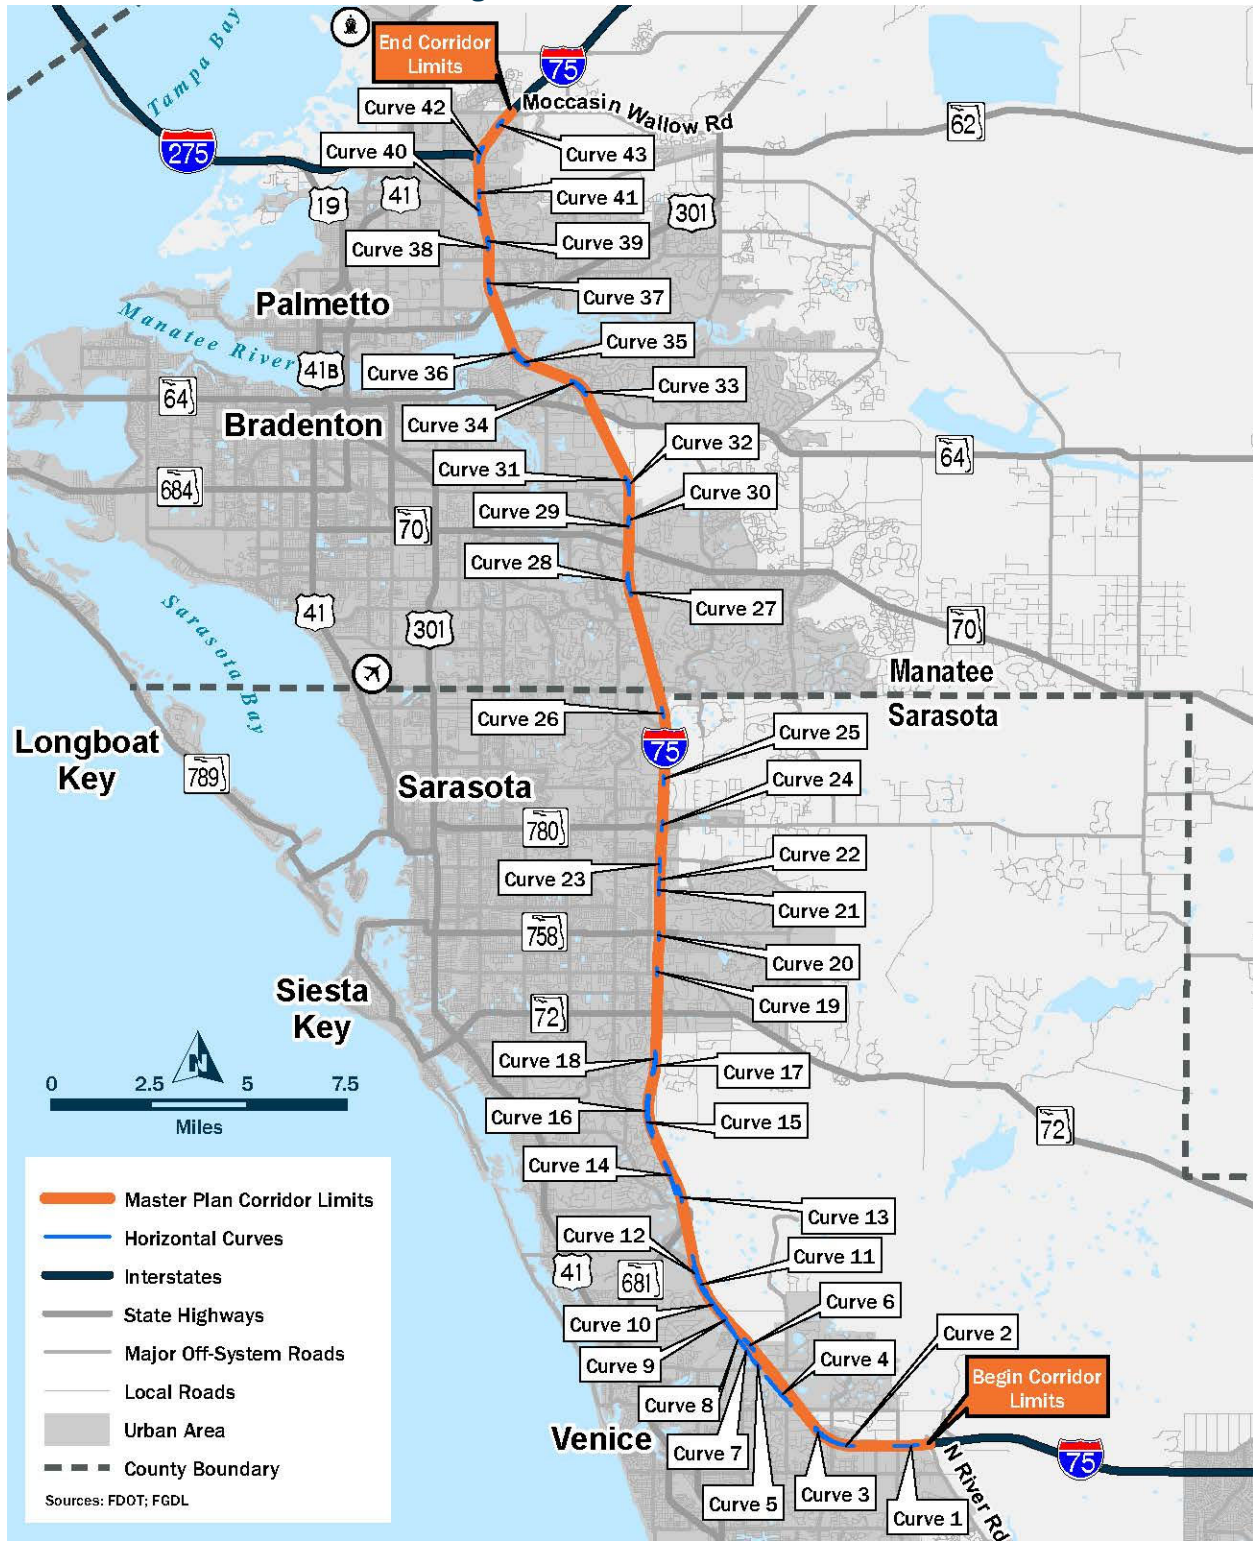 End Corridor
Limits
75
Tampa Bay
Moccasin Wallow Rd
62
Curve 42
275
Curve 40
Curve 43
19
41
Curve 41
301
Curve 38
Curve 39
Palmetto
Curve 37
Manatee River
41B
Curve 36
Curve 35
64
Curve 33
Bradenton
Curve 34
Curve 32
64
Curve 31
684
Curve 30
Curve 29
70
Curve 28
Curve 27
Sarasota Bay
41
301
70
Manatee
Sarasota
Curve 26
75
Curve 25
Longboat
Key
789
Sarasota
Curve 24
780
Curve 22
Curve 23
Curve 21
758
Curve 20
Siesta
Key
Curve 19
72
Curve 18
Curve 17
N
0 2.5 5 7.5
Miles
Curve 16
Curve 15
72
Curve 14
Curve 13
Curve 12
Curve 11
41
681
Curve 6
Curve 10
Curve 2
Curve 9
Curve 4
Begin Corridor
Limits
Curve 8
Venice
Curve 7
75
Curve 5
Curve 3
Curve 1
N River Rd
Master Plan Corridor Limits
Horizontal Curves
Interstates
State Highways
Major Off-System Roads
Local Roads
Urban Area
County Boundary
Sources: FDOT; FGDL